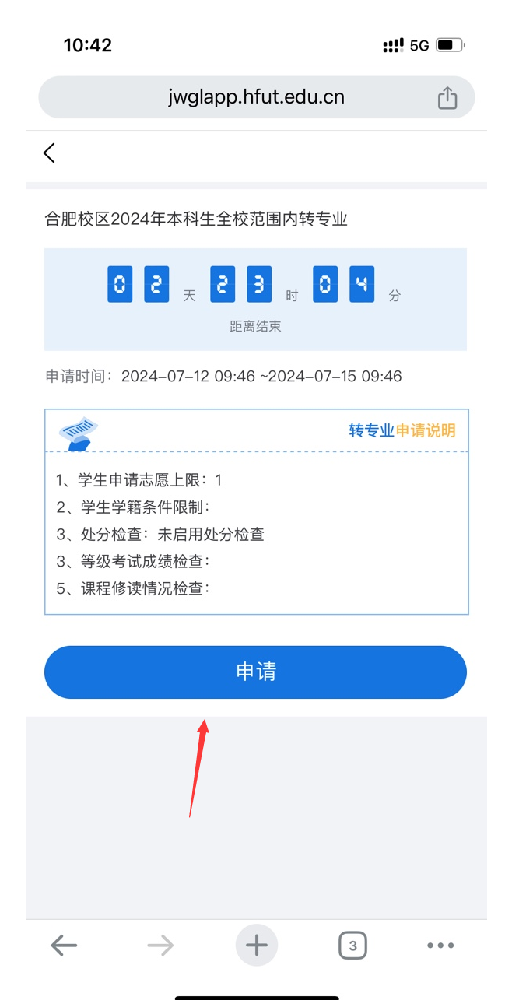 10:42 5G
jwglapp.hfut.edu.cn
合肥校区2024年本科生全校范围内转专业
02天23时04分
距离结束
申请时间：2024-07-12 09:46 ~2024-07-15 09:46
转专业申请说明
1、学生申请志愿上限：1
2、学生学籍条件限制：
3、处分检查：未启用处分检查
3、等级考试成绩检查：
5、课程修读情况检查：
申请
3